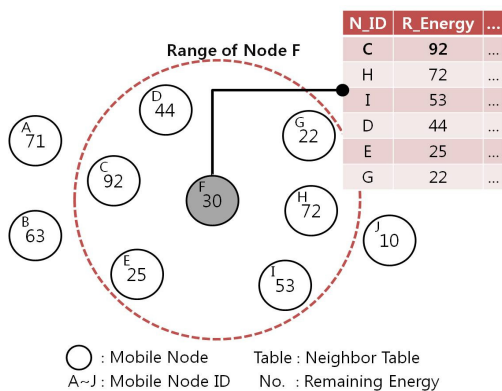 N_ID R_Energy ...
C 92 ...
H 72 ...
I 53 ...
D 44 ...
E 25 ...
G 22 ...
Range of Node F
D
44
G
22
A
71
C
92
F
30
H
72
B
63
J
10
E
25
I
53
: Mobile Node Table : Neighbor Table
A~J : Mobile Node ID No. : Remaining Energy